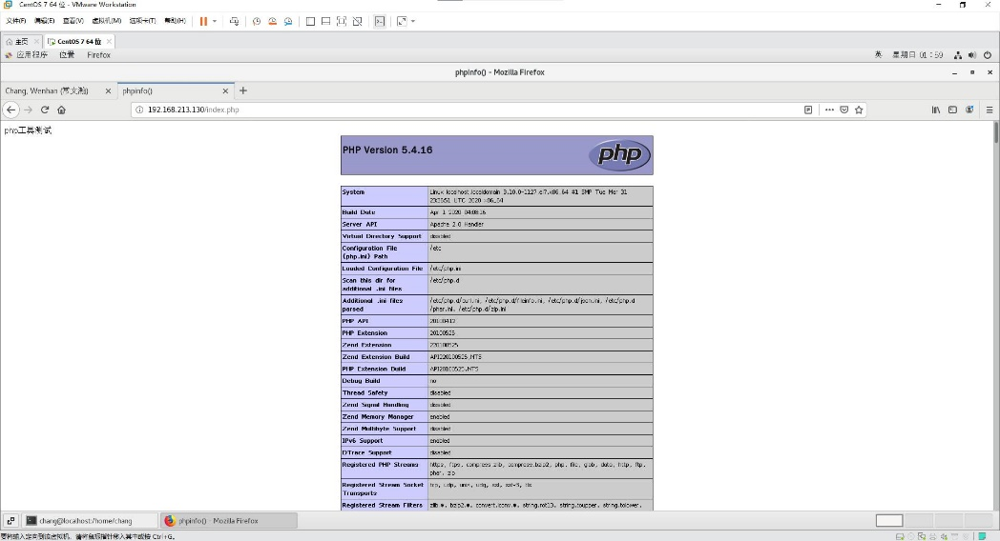 CentOS 7 64 位 - VMware Workstation
文件(F) 编辑(E) 查看(V) 虚拟机(M) 选项卡(T) 帮助(H)
主页 CentOS 7 64 位
应用程序 位置 Firefox 英 星期日 01：59
phpinfo() - Mozilla Firefox
Chang, Wenhan (常文瀚) phpinfo()
192.168.213.130/index.php
php工具测试
PHP Version 5.4.16
php
System Linux localhost.localdomain 3.10.0-1127.el7.x86_64 #1 SMP Tue Mar 31
23:36:51 UTC 2020 x86_64
Build Date Apr 1 2020 04:08:16
Server API Apache 2.0 Handler
Virtual Directory Support disabled
Configuration File /etc
(php.ini) Path
Loaded Configuration File /etc/php.ini
Scan this dir for /etc/php.d
additional .ini files
Additional .ini files /etc/php.d/curl.ini, /etc/php.d/fileinfo.ini, /etc/php.d/json.ini, /etc/php.d
parsed /phar.ini, /etc/php.d/zip.ini
PHP API 20100412
PHP Extension 20100525
Zend Extension 220100525
Zend Extension Build API220100525,NTS
PHP Extension Build API20100525,NTS
Debug Build no
Thread Safety disabled
Zend Signal Handling disabled
Zend Memory Manager enabled
Zend Multibyte Support disabled
IPv6 Support enabled
DTrace Support disabled
Registered PHP Streams https, ftps, compress.zlib, compress.bzip2, php, file, glob, data, http, ftp,
phar, zip
Registered Stream Socket tcp, udp, unix, udg, ssl, sslv3, tls
Transports
Registered Stream Filters zlib.*, bzip2.*, convert.iconv.*, string.rot13, string.toupper, string.tolower,
chang@localhost:/home/chang phpinfo() - Mozilla Firefox
要将输入定向到该虚拟机，请将鼠标指针移入其中或按 Ctrl+G。